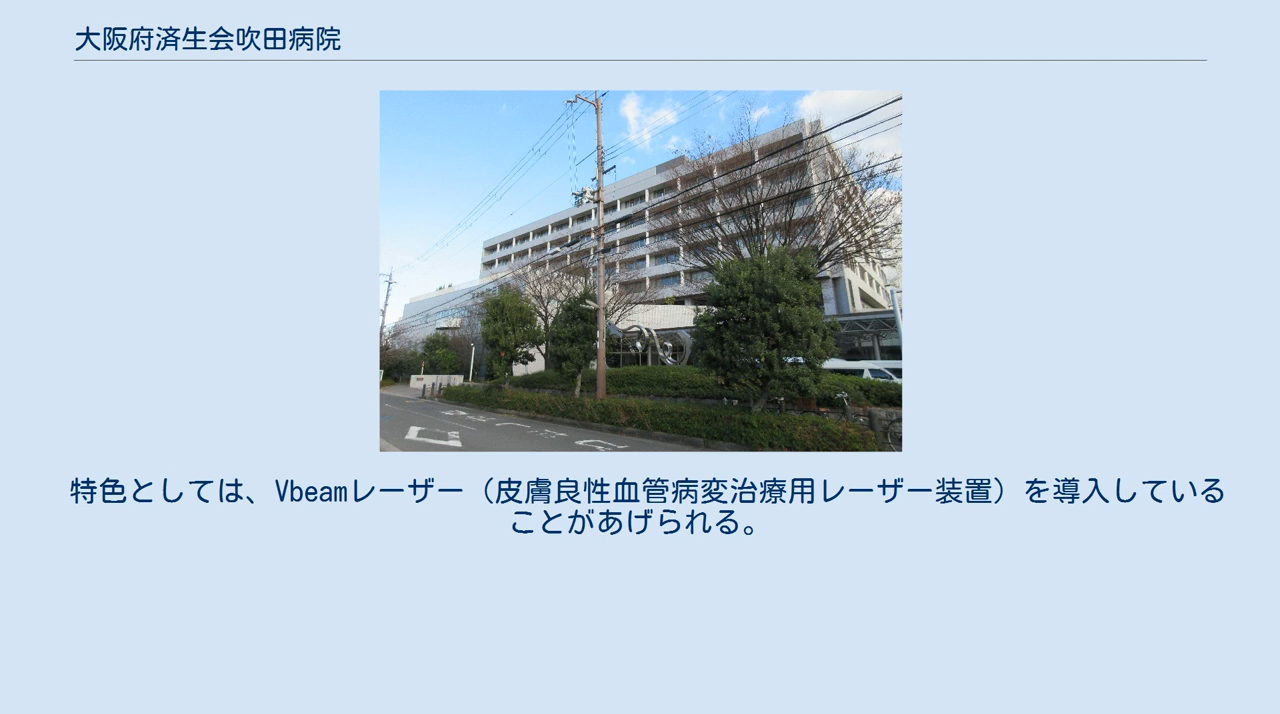 大阪府済生会吹田病院
特色としては、Vbeamレーザー（皮膚良性血管病変治療用レーザー装置）を導入している
ことがあげられる。